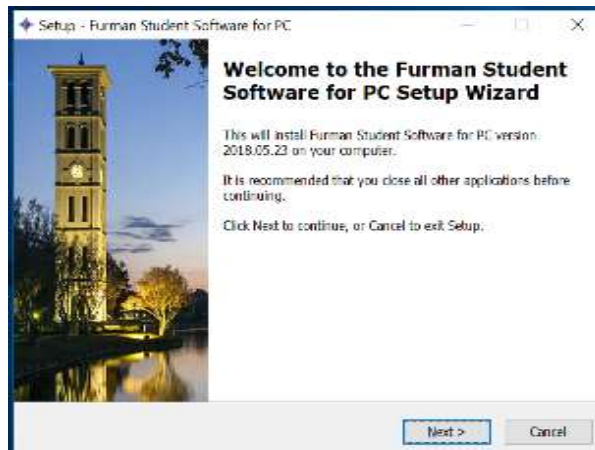 Setup - Furman Student Software for PC
Welcome to the Furman Student
Software for PC Setup Wizard
This will install Furman Student Software for PC version
2018.05.23 on your computer.
It is recommended that you close all other applications before
continuing.
Click Next to continue, or Cancel to exit Setup.
Next >
Cancel